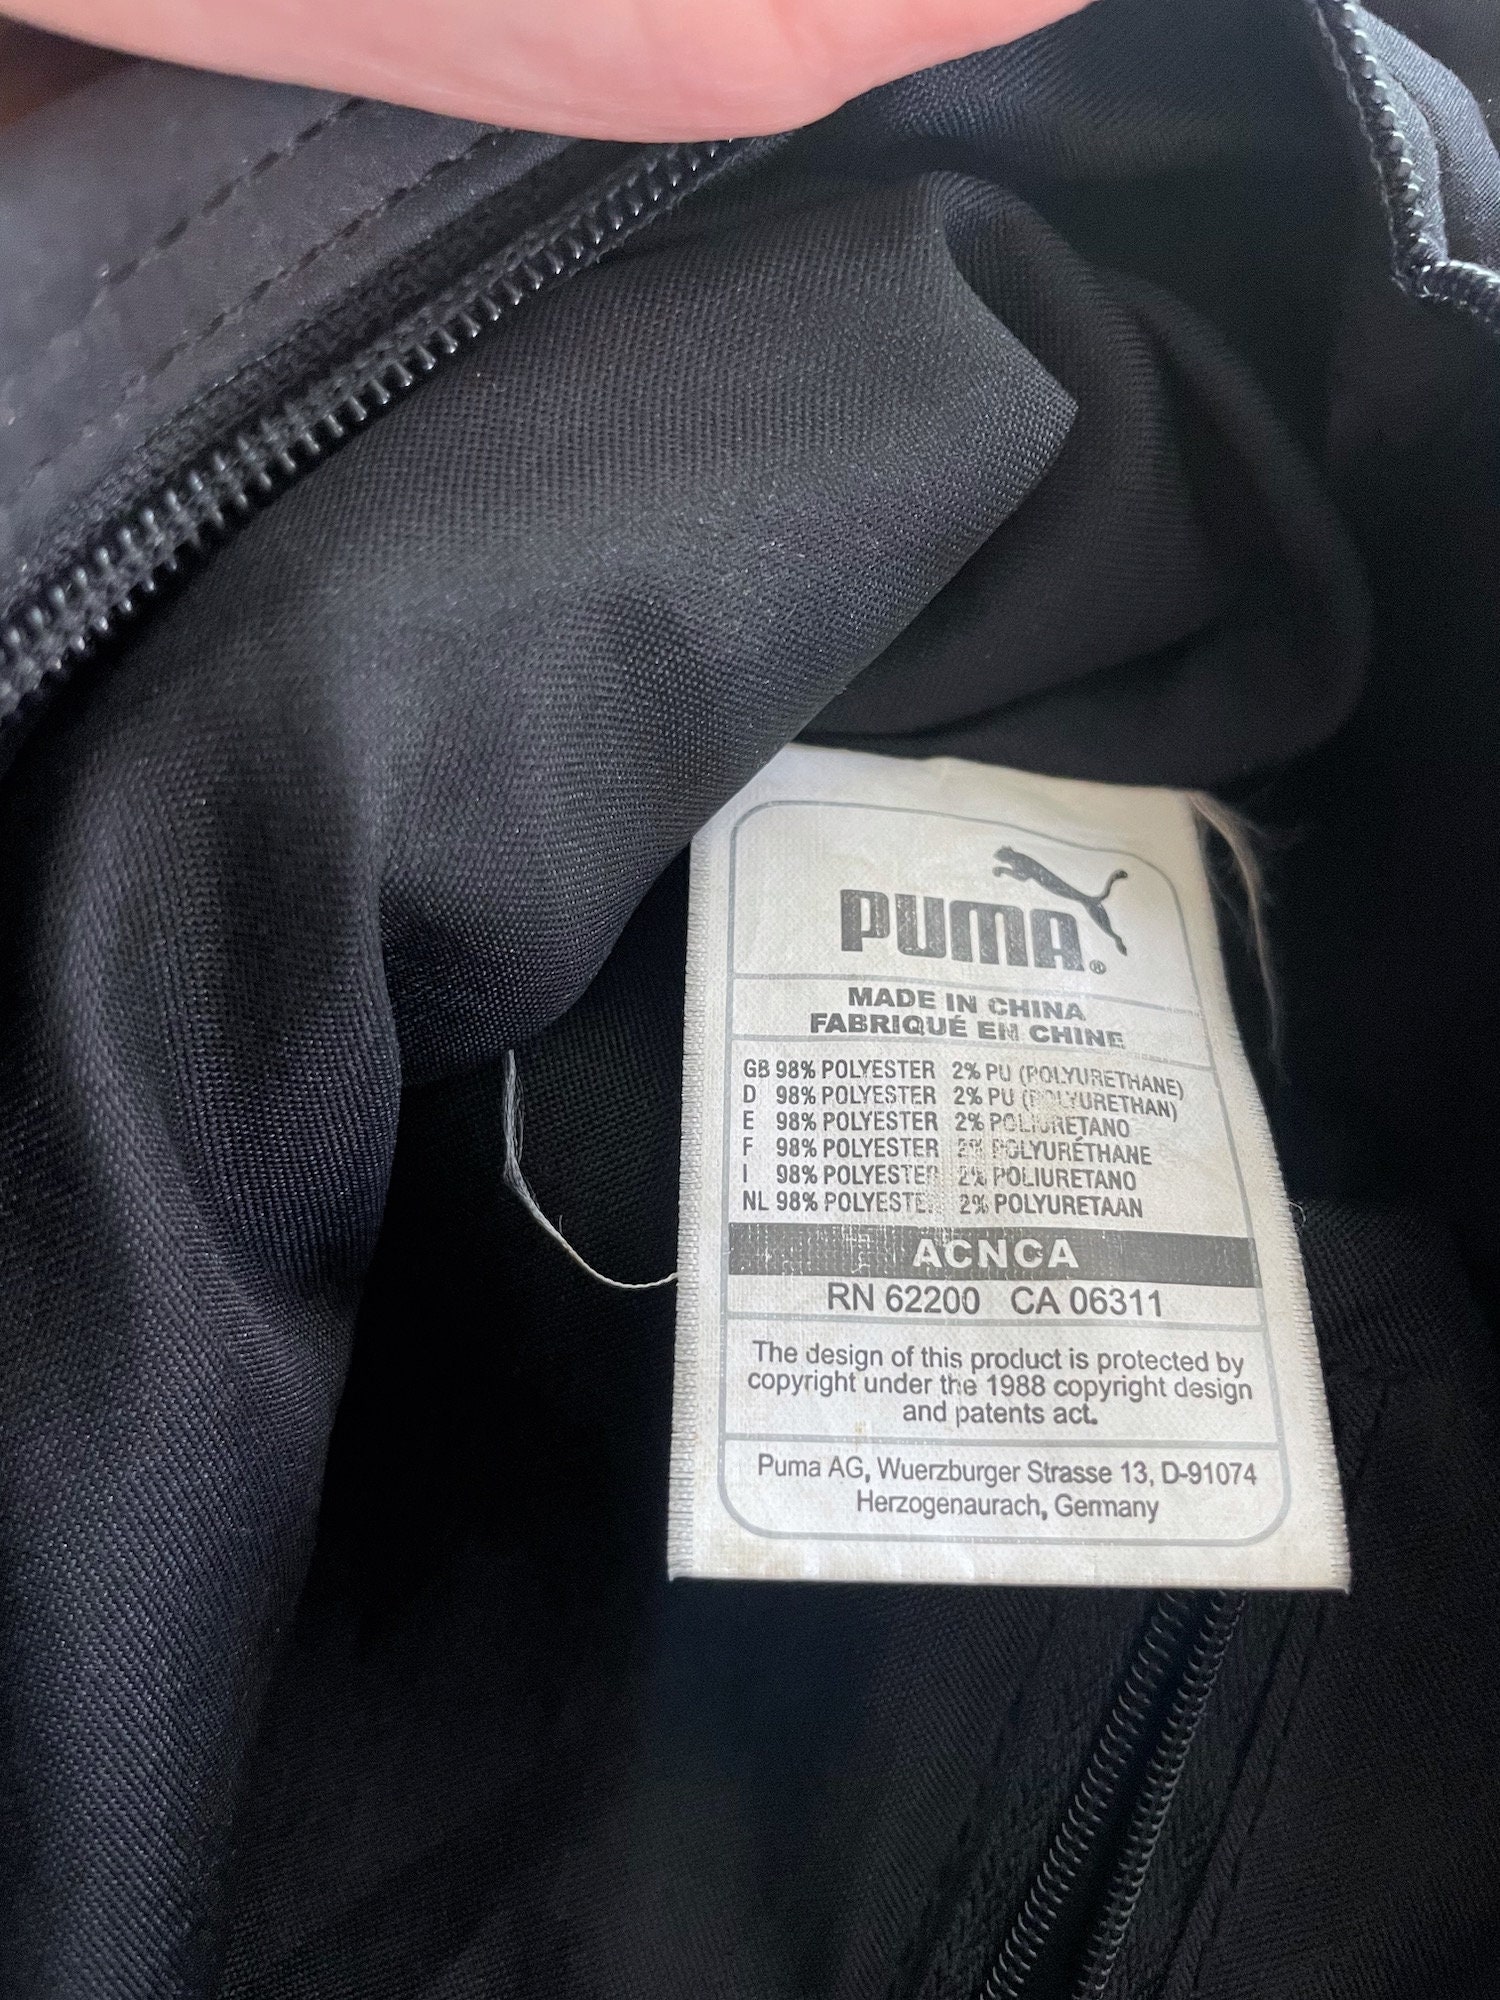 PUMA®
MADE IN CHINA
FABRIQUÉ EN CHINE
GB 98% POLYESTER 2% PU (POLYURETHANE)
D 98% POLYESTER 2% PU (POLYURETHAN)
E 98% POLYESTER 2% POLIURETANO
F 98% POLYESTER 2% POLYURÉTHANE
I 98% POLYESTER 2% POLIURETANO
NL 98% POLYESTER 2% POLYURETAAN
ACNCA
RN 62200 CA 06311
The design of this product is protected by
copyright under the 1988 copyright design
and patents act.
Puma AG, Wuerzburger Strasse 13, D-91074
Herzogenaurach, Germany